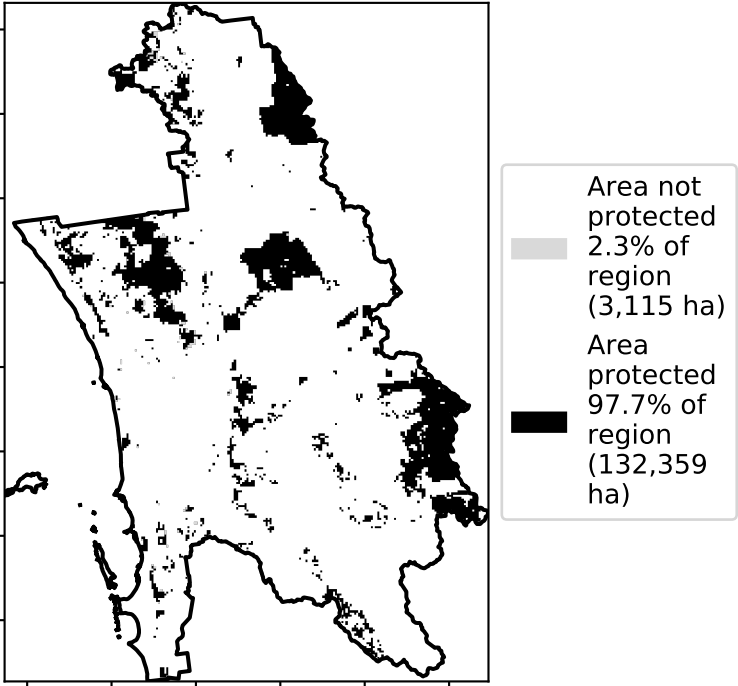 Area not
protected
2.3% of
region
(3,115 ha)
Area
protected
97.7% of
region
(132,359
ha)